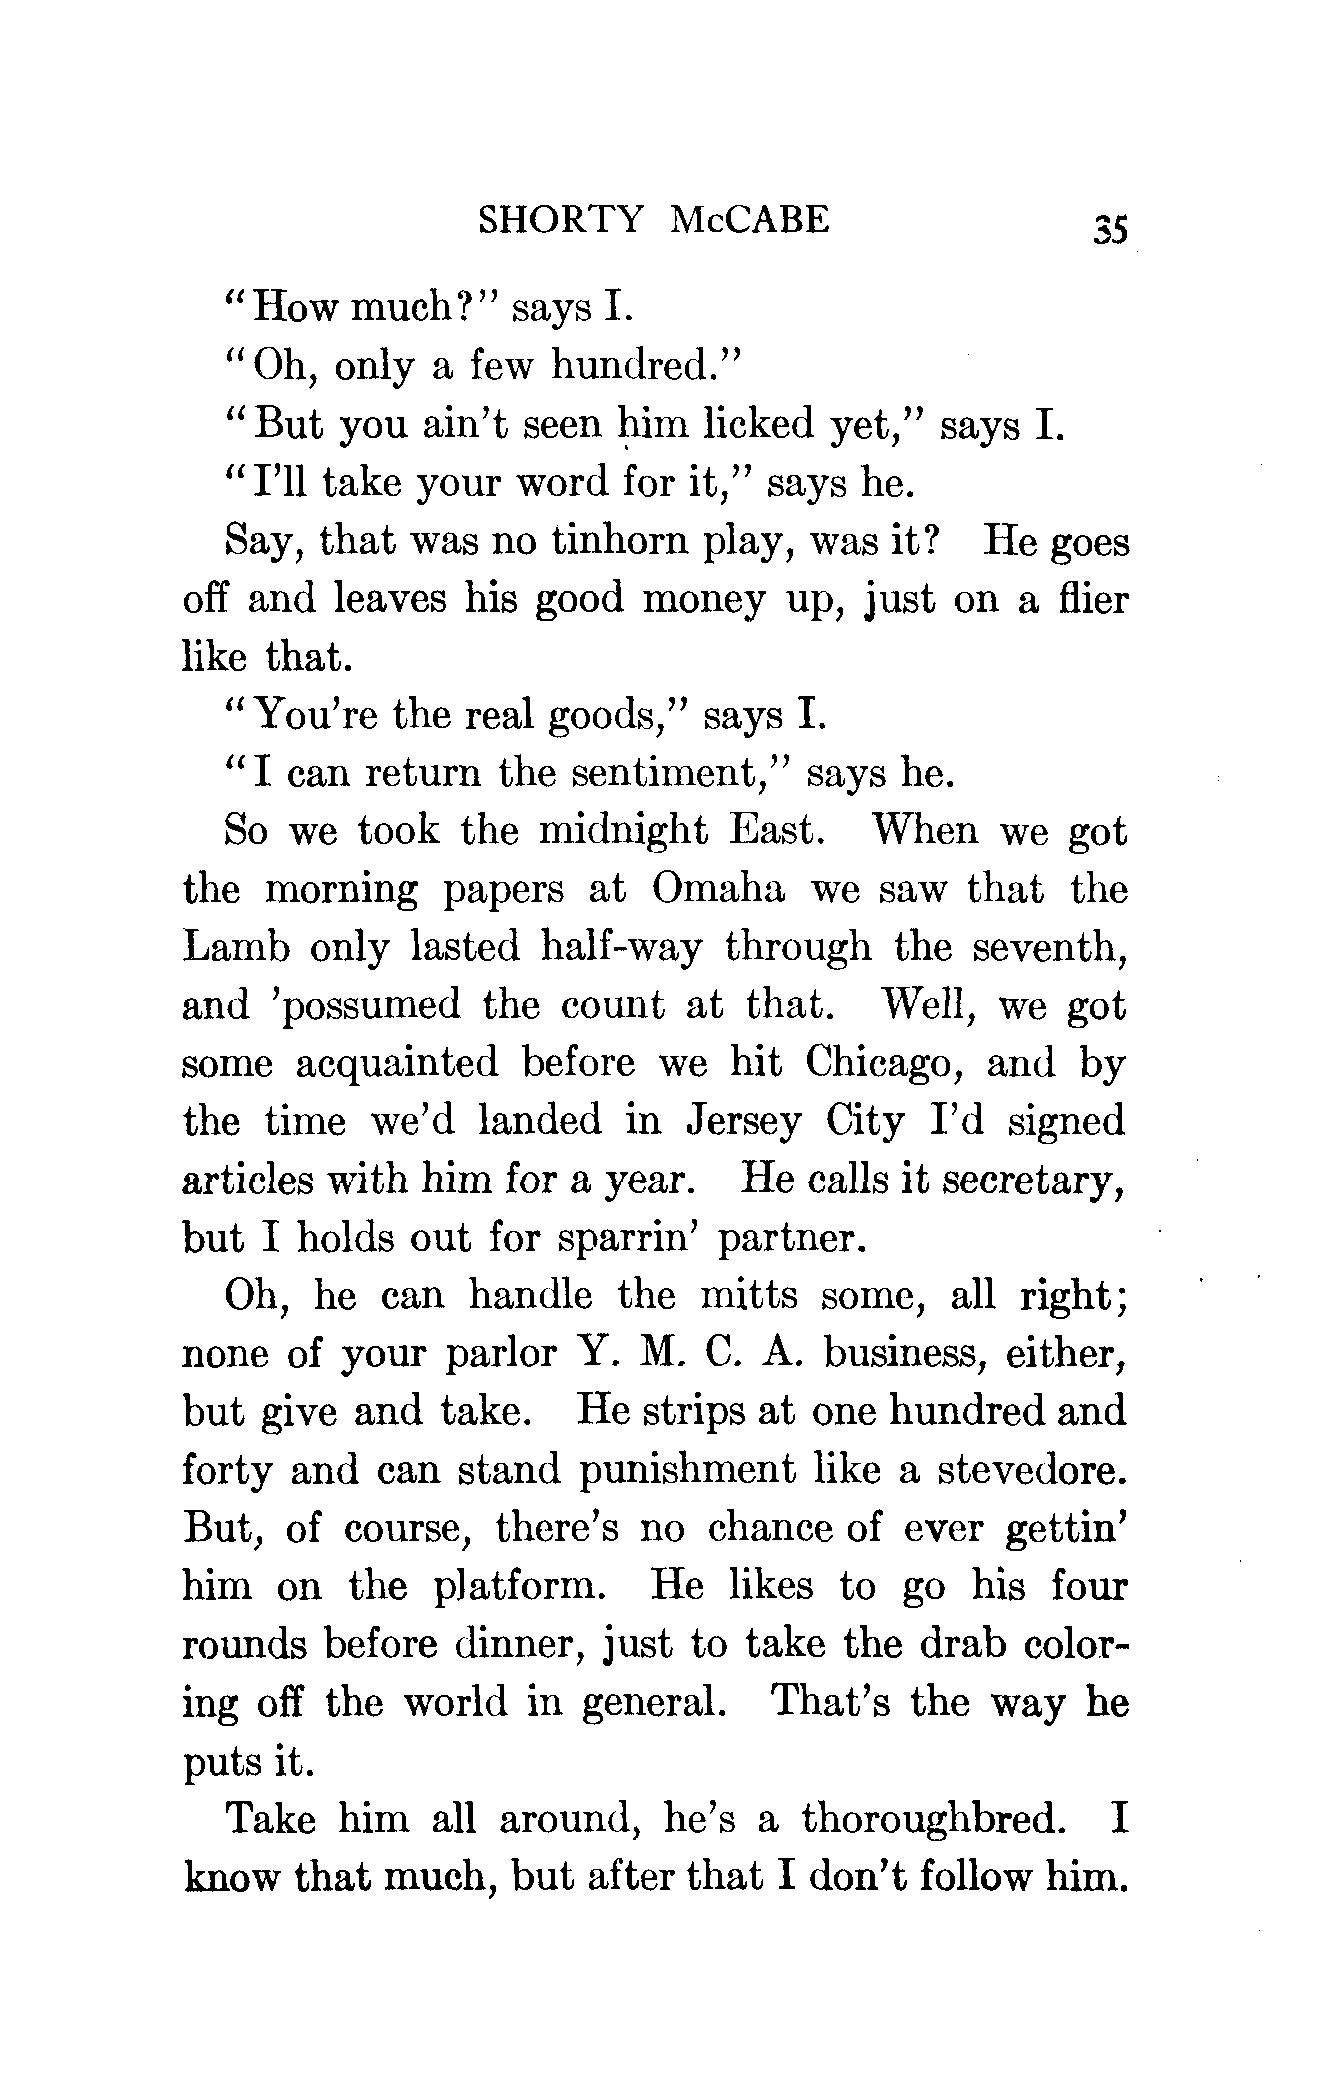 SHORTY McCABE 35
"How much?" says I.
"Oh, only a few hundred."
"But you ain't seen him licked yet," says I.
"I'll take your word for it," says he.
Say, that was no tinhorn play, was it? He goes
off and leaves his good money up, just on a flier
like that.
"You're the real goods," says I.
"I can return the sentiment," says he.
So we took the midnight East. When we got
the morning papers at Omaha we saw that the
Lamb only lasted half-way through the seventh,
and 'possumed the count at that. Well, we got
some acquainted before we hit Chicago, and by
the time we'd landed in Jersey City I'd signed
articles with him for a year. He calls it secretary,
but I holds out for sparrin' partner.
Oh, he can handle the mitts some, all right;
none of your parlor Y. M. C. A. business, either,
but give and take. He strips at one hundred and
forty and can stand punishment like a stevedore.
But, of course, there's no chance of ever gettin'
him on the platform. He likes to go his four
rounds before dinner, just to take the drab color-
ing off the world in general. That's the way he
puts it.
Take him all around, he's a thoroughbred. I
know that much, but after that I don't follow him.